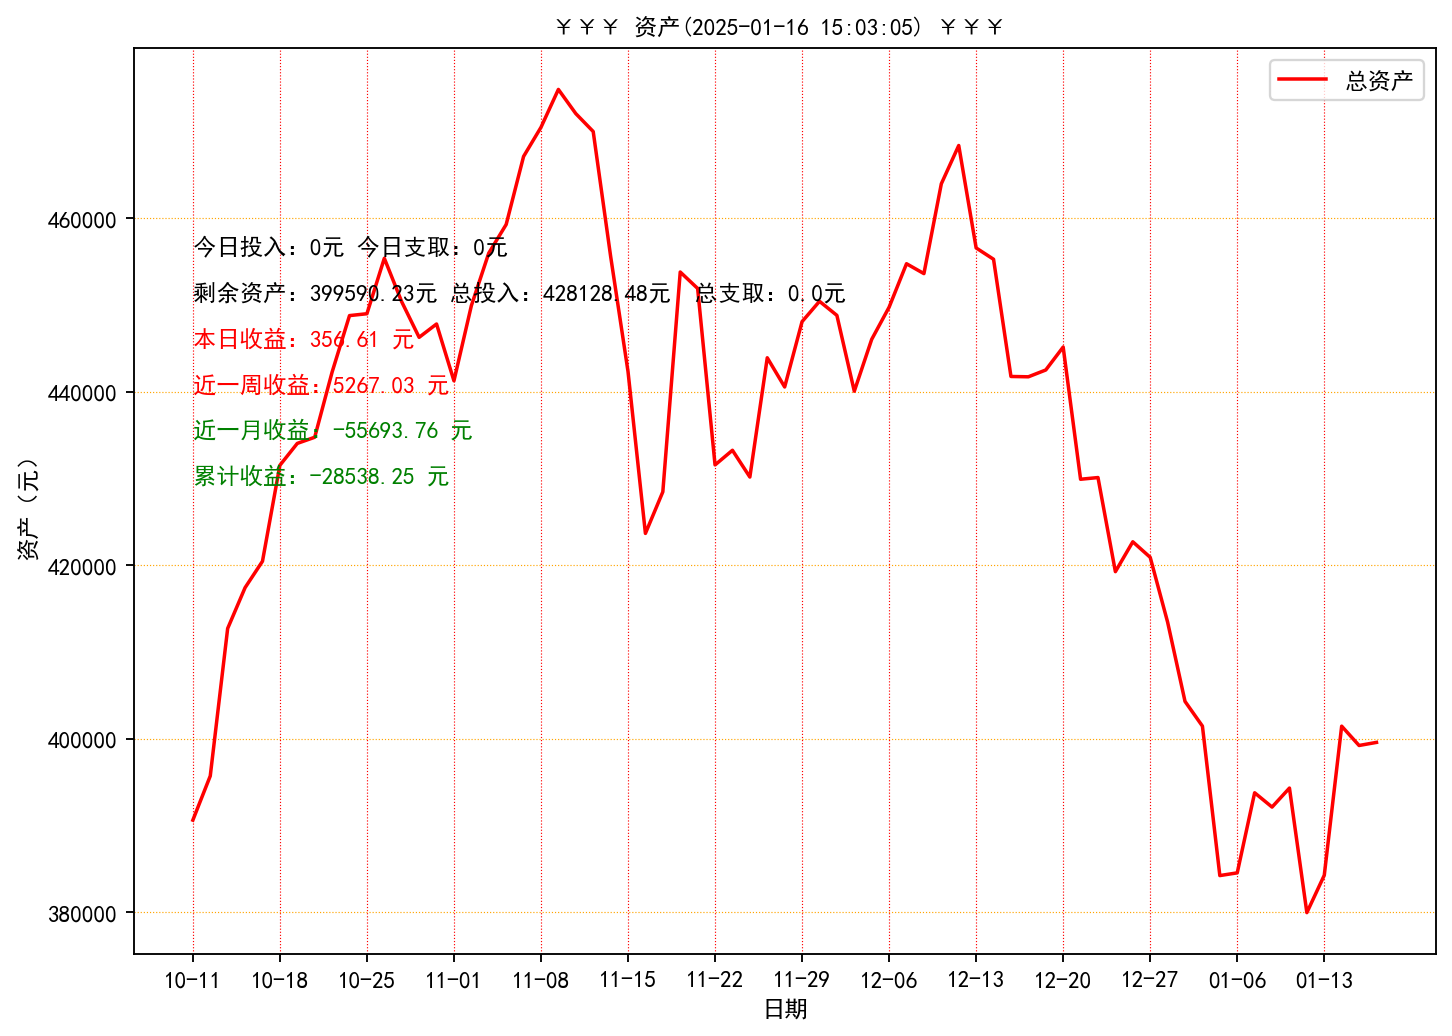 ￥￥￥ 资产(2025-01-16 15:03:05) ￥￥￥
总资产
460000
440000
420000
400000
380000
资产（元）
今日投入：0元 今日支取：0元
剩余资产：399590.23元 总投入：428128.48元 总支取：0.0元
本日收益：356.61 元
近一周收益：5267.03 元
近一月收益：-55693.76 元
累计收益：-28538.25 元
10-11 10-18 10-25 11-01 11-08 11-15 11-22 11-29 12-06 12-13 12-20 12-27 01-06 01-13
日期